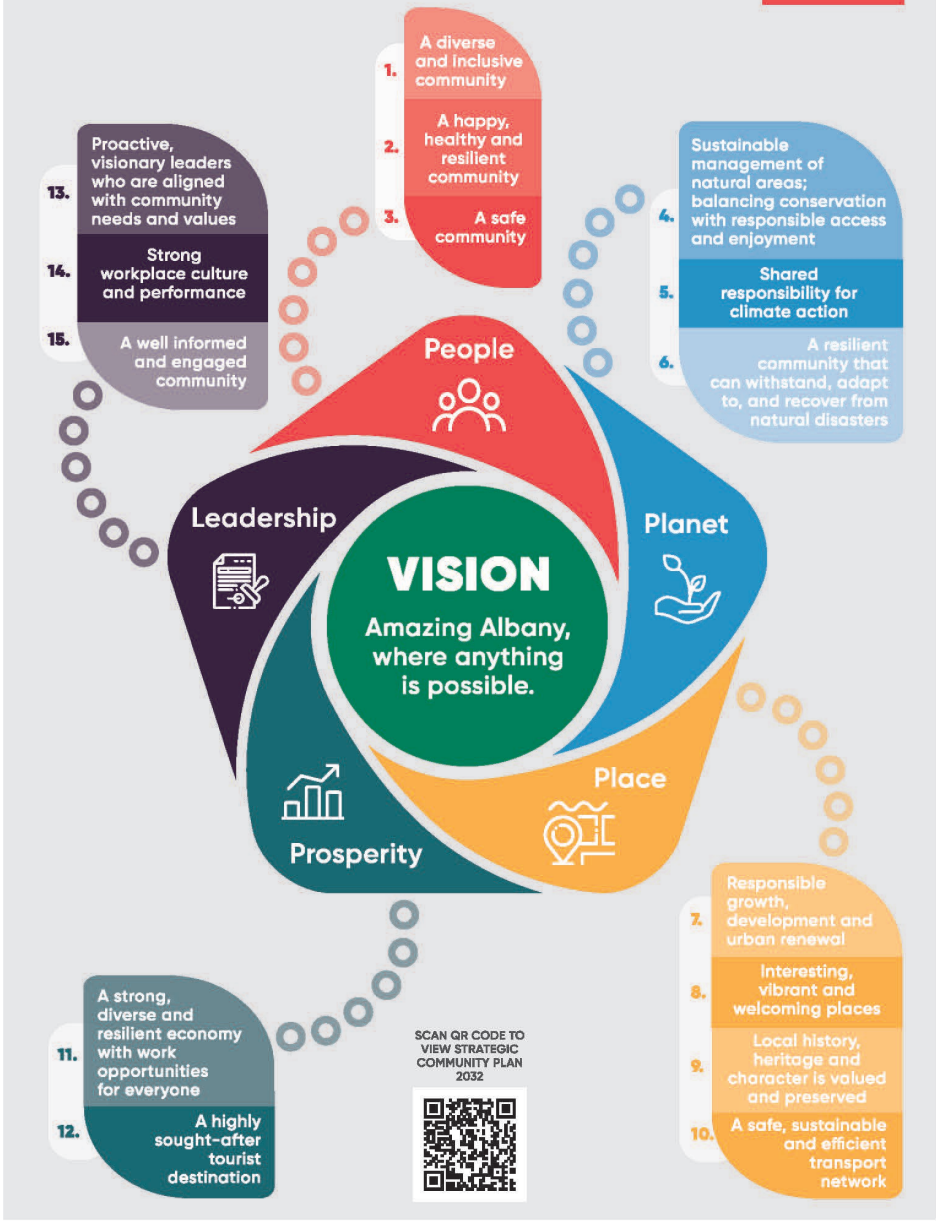 1.
A diverse
and inclusive
community
2.
A happy,
healthy and
resilient
community
3.
A safe
community
13.
Proactive,
visionary leaders
who are aligned
with community
needs and values
14.
Strong
workplace culture
and performance
15.
A well informed
and engaged
community
4.
Sustainable
management of
natural areas;
balancing conservation
with responsible access
and enjoyment
5.
Shared
responsibility for
climate action
6.
A resilient
community that
can withstand, adapt
to, and recover from
natural disasters
People
Leadership
Planet
VISION
Amazing Albany,
where anything
is possible.
Place
Prosperity
7.
Responsible
growth,
development and
urban renewal
8.
Interesting,
vibrant and
welcoming places
9.
Local history,
heritage and
character is valued
and preserved
10.
A safe, sustainable
and efficient
transport
network
11.
A strong,
diverse and
resilient economy
with work
opportunities
for everyone
12.
A highly
sought-after
tourist
destination
SCAN QR CODE TO
VIEW STRATEGIC
COMMUNITY PLAN
2032